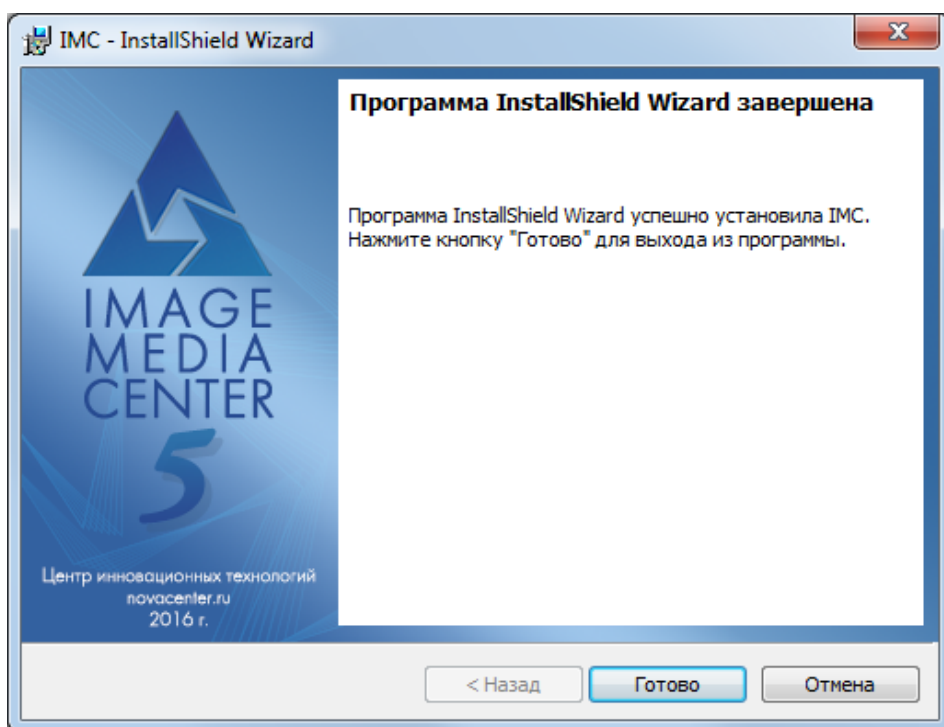 IMC - InstallShield Wizard
Программа InstallShield Wizard завершена
Программа InstallShield Wizard успешно установила IMC.
Нажмите кнопку "Готово" для выхода из программы.
IMAGE
MEDIA
CENTER
5
Центр инновационных технологий
novacenter.ru
2016 г.
< Назад
Готово
Отмена